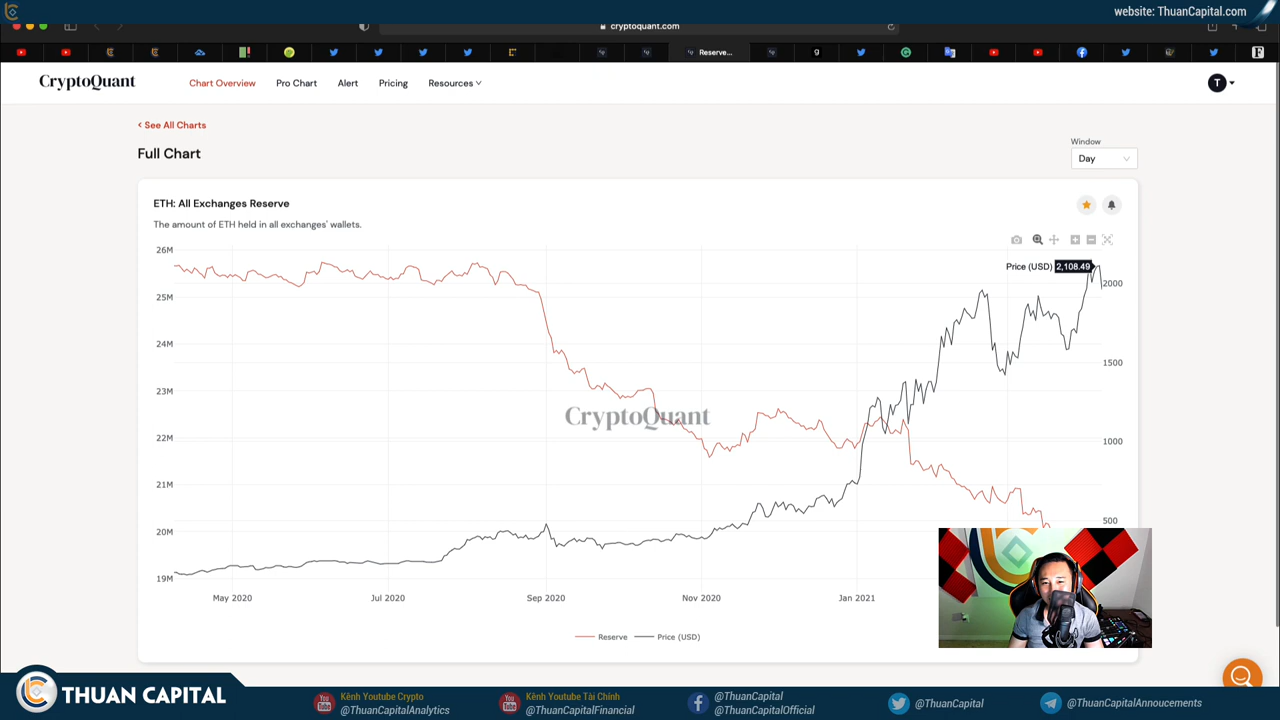 website: ThuanCapital.com
cryptoquant.com
Reserve...
CryptoQuant
Chart Overview
Pro Chart
Alert
Pricing
Resources
T
< See All Charts
Full Chart
Window
Day
ETH: All Exchanges Reserve
The amount of ETH held in all exchanges' wallets.
Price (USD) 2,108.49
26M
25M
24M
23M
22M
21M
20M
19M
2000
1500
1000
500
CryptoQuant
May 2020
Jul 2020
Sep 2020
Nov 2020
Jan 2021
Reserve
Price (USD)
THUAN CAPITAL
Kênh Youtube Crypto
@ThuanCapitalAnalytics
Kênh Youtube Tài Chính
@ThuanCapitalFinancial
@ThuanCapital
@ThuanCapitalOfficial
@ThuanCapital
@ThuanCapitalAnnoucements